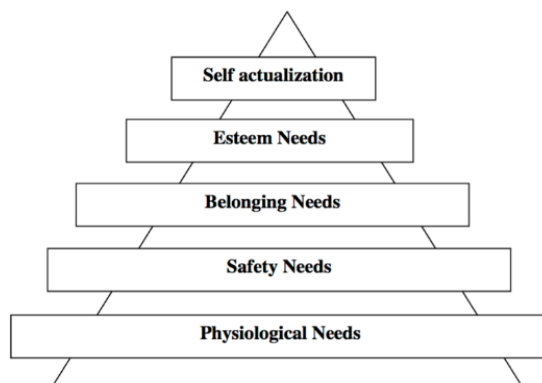 Self actualization
Esteem Needs
Belonging Needs
Safety Needs
Physiological Needs